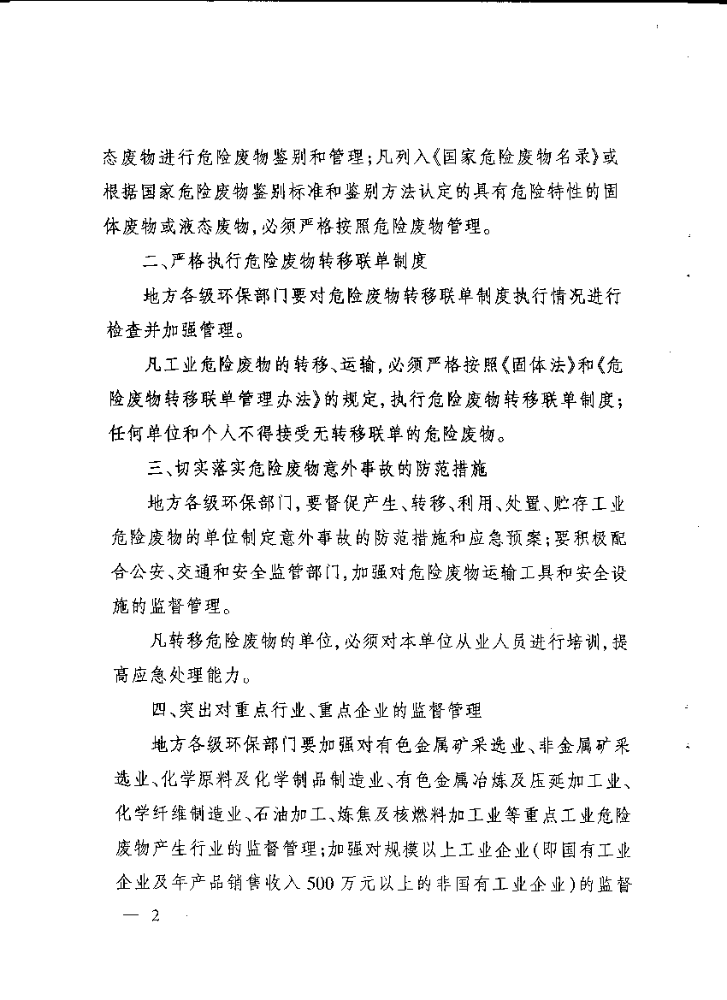 态废物进行危险废物鉴别和管理;凡列入《国家危险废物名录》或
根据国家危险废物鉴别标准和鉴别方法认定的具有危险特性的固
体废物或液态废物,必须严格按照危险废物管理。
二、严格执行危险废物转移联单制度
地方各级环保部门要对危险废物转移联单制度执行情况进行
检查并加强管理。
凡工业危险废物的转移、运输,必须严格按照《固体法》和《危
险废物转移联单管理办法》的规定,执行危险废物转移联单制度;
任何单位和个人不得接受无转移联单的危险废物。
三、切实落实危险废物意外事故的防范措施
地方各级环保部门,要督促产生、转移、利用、处置、贮存工业
危险废物的单位制定意外事故的防范措施和应急预案;要积极配
合公安、交通和安全监管部门,加强对危险废物运输工具和安全设
施的监督管理。
凡转移危险废物的单位,必须对本单位从业人员进行培训,提
高应急处理能力。
四、突出对重点行业、重点企业的监督管理
地方各级环保部门要加强对有色金属矿采选业、非金属矿采
选业、化学原料及化学制品制造业、有色金属冶炼及压延加工业、
化学纤维制造业、石油加工、炼焦及核燃料加工业等重点工业危险
废物产生行业的监督管理;加强对规模以上工业企业(即国有工业
企业及年产品销售收入 500 万元以上的非国有工业企业)的监督
— 2